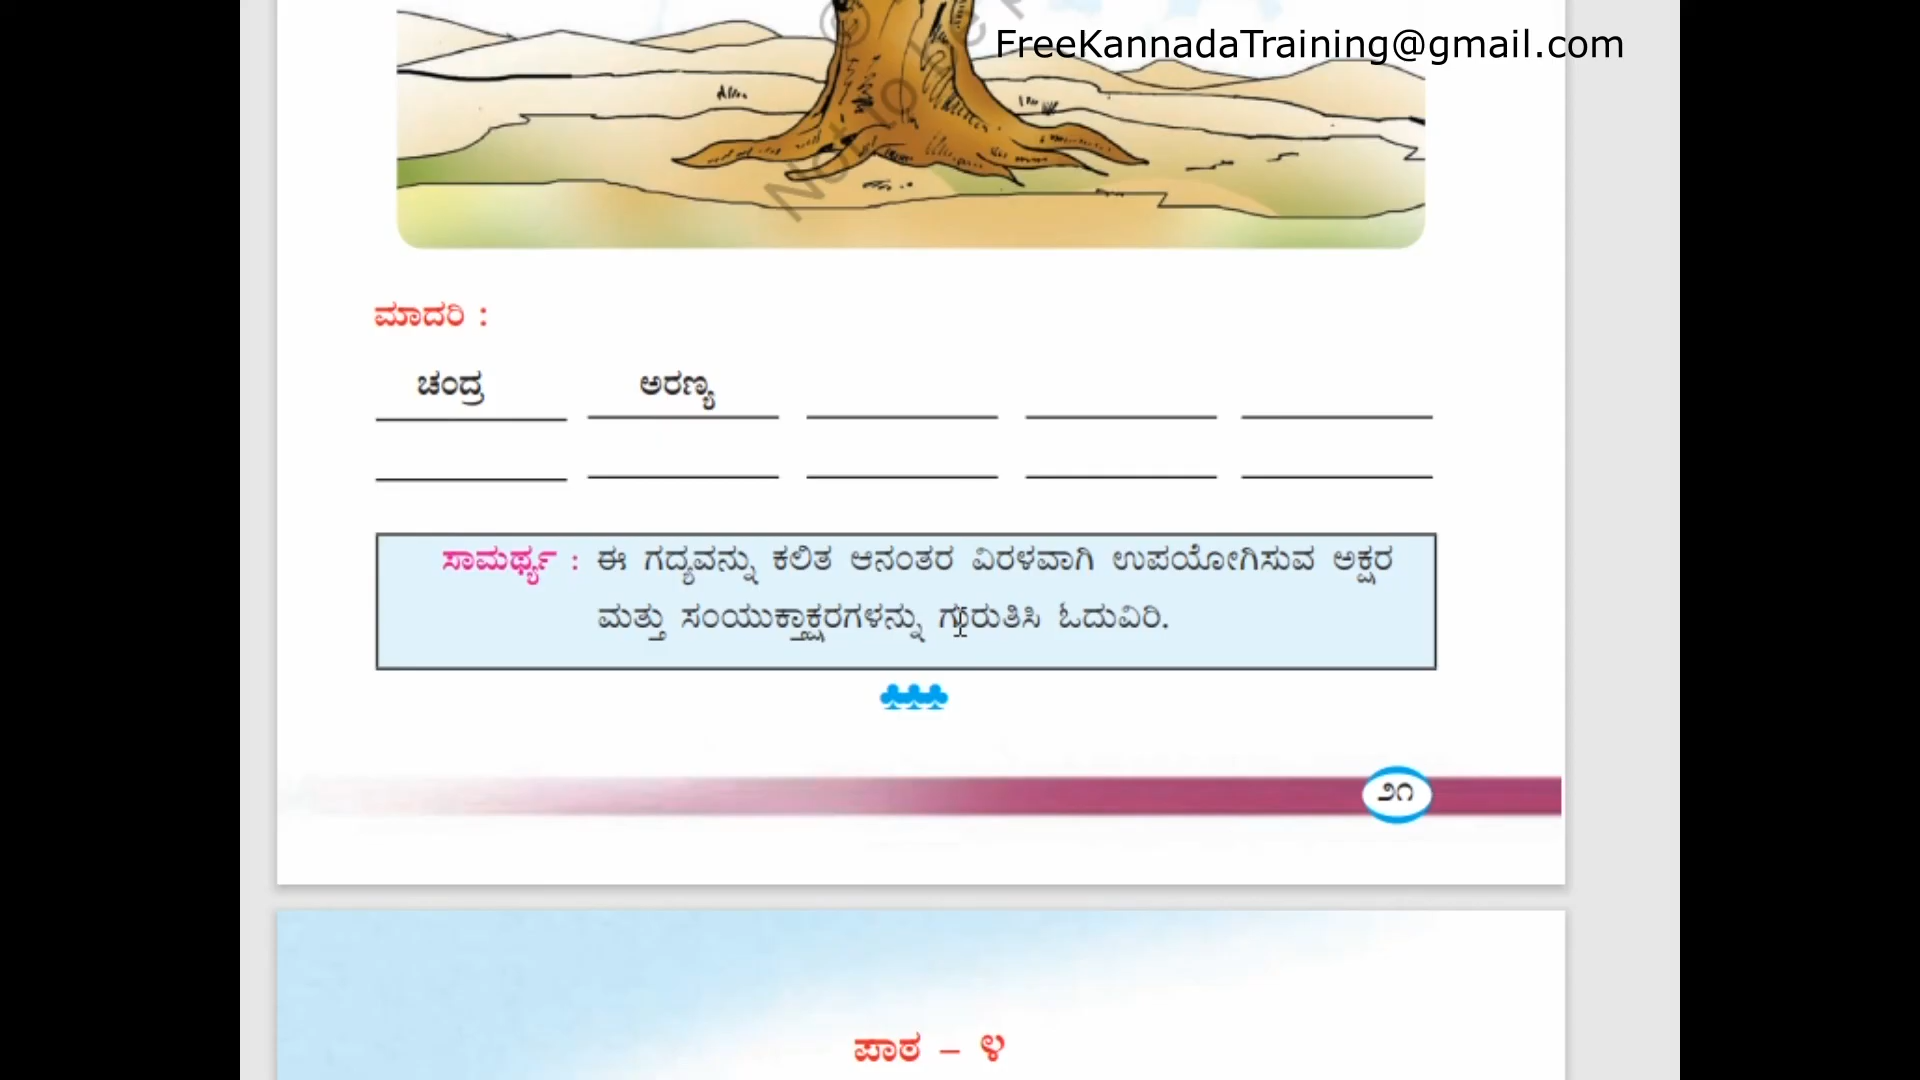 FreeKannadaTraining@gmail.com
ಮಾದರಿ :
ಚಂದ್ರ ಅರಣ್ಯ
ಸಾಮರ್ಥ್ಯ : ಈ ಗದ್ಯವನ್ನು ಕಲಿತ ಆನಂತರ ವಿರಳವಾಗಿ ಉಪಯೋಗಿಸುವ ಅಕ್ಷರ
ಮತ್ತು ಸಂಯುಕ್ತಾಕ್ಷರಗಳನ್ನು ಗುರುತಿಸಿ ಓದುವಿರಿ.
೨೧
ಪಾಠ – ೪